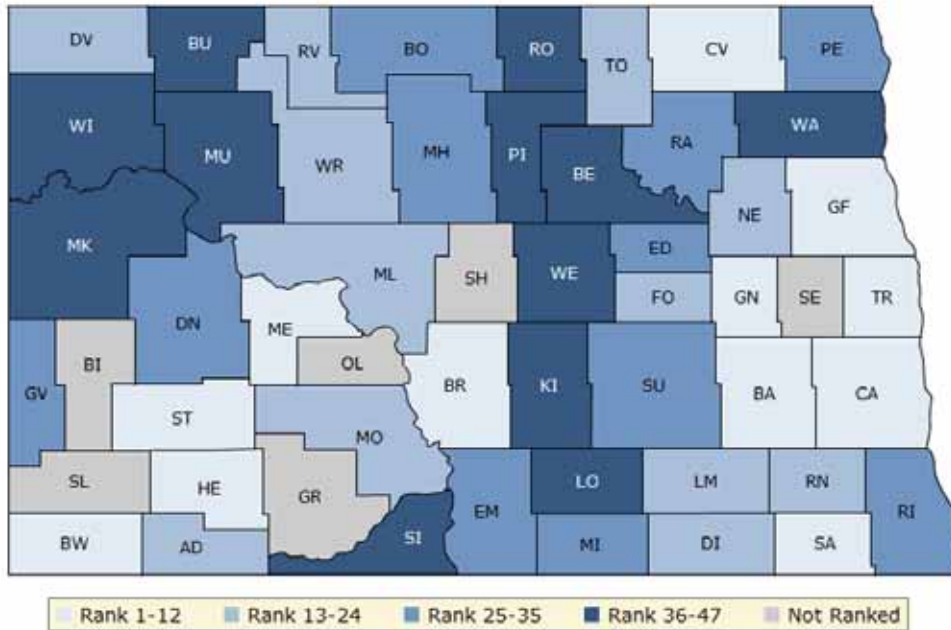 DV BU RV BO RO TO CV PE
WI MU WR MH PI BE RA WA
NE GF
MK ML SH WE ED
FO GN SE TR
DN ME
GV BI OL BR KI SU BA CA
ST MO
SL HE GR EM LO LM RN RI
BW AD SI MI DI SA
Rank 1-12 Rank 13-24 Rank 25-35 Rank 36-47 Not Ranked